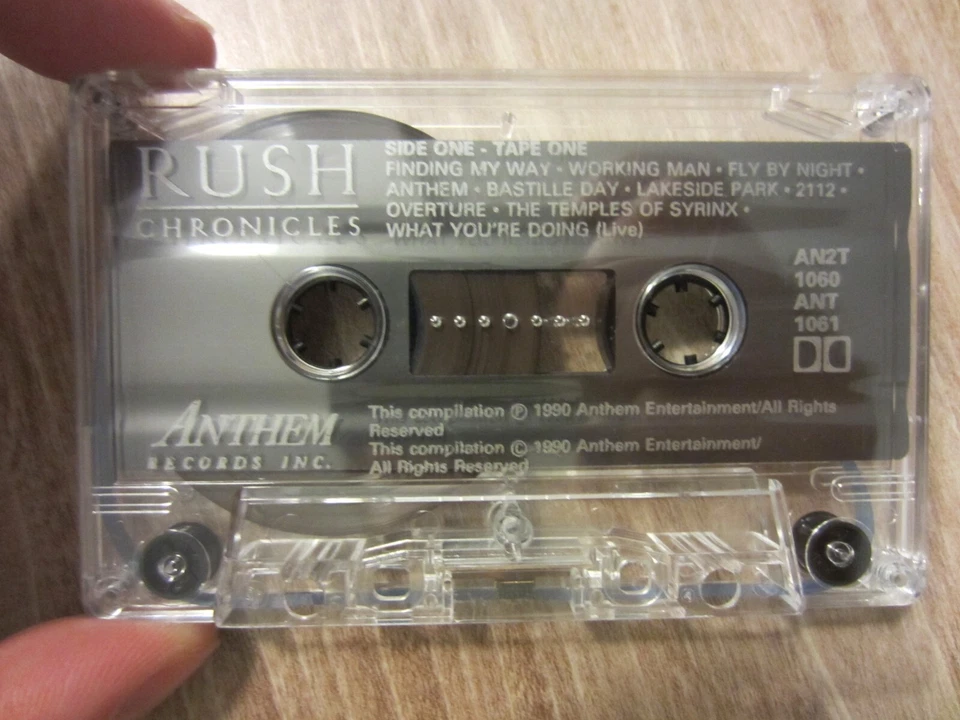 RUSH
CHRONICLES
SIDE ONE - TAPE ONE
FINDING MY WAY • WORKING MAN • FLY BY NIGHT •
ANTHEM • BASTILLE DAY • LAKESIDE PARK • 2112 •
OVERTURE • THE TEMPLES OF SYRINX •
WHAT YOU'RE DOING (Live)
AN2T
1060
ANT
1061
ANTHEM
RECORDS INC.
This compilation ℗ 1990 Anthem Entertainment/All Rights
Reserved
This compilation © 1990 Anthem Entertainment/
All Rights Reserved